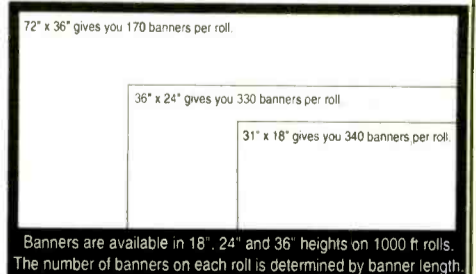 72" x 36" gives you 170 banners per roll.
36" x 24" gives you 330 banners per roll
31" x 18" gives you 340 banners per roll.
Banners are available in 18", 24" and 36" heights on 1000 ft rolls.
The number of banners on each roll is determined by banner length.